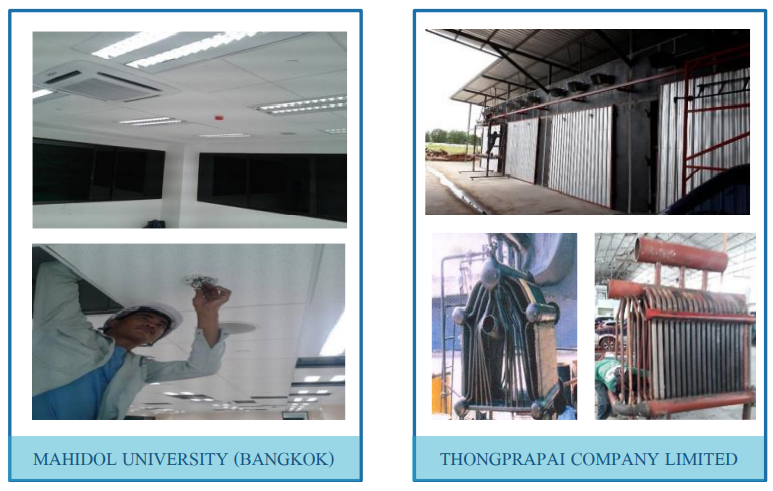 MAHIDOL UNIVERSITY (BANGKOK)
THONGPRAPAI COMPANY LIMITED